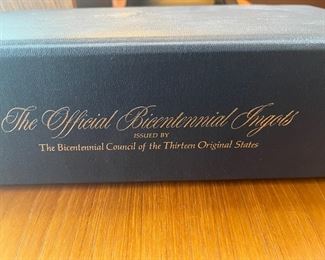 The Official Bicentennial Ingots
ISSUED BY
The Bicentennial Council of the Thirteen Original States